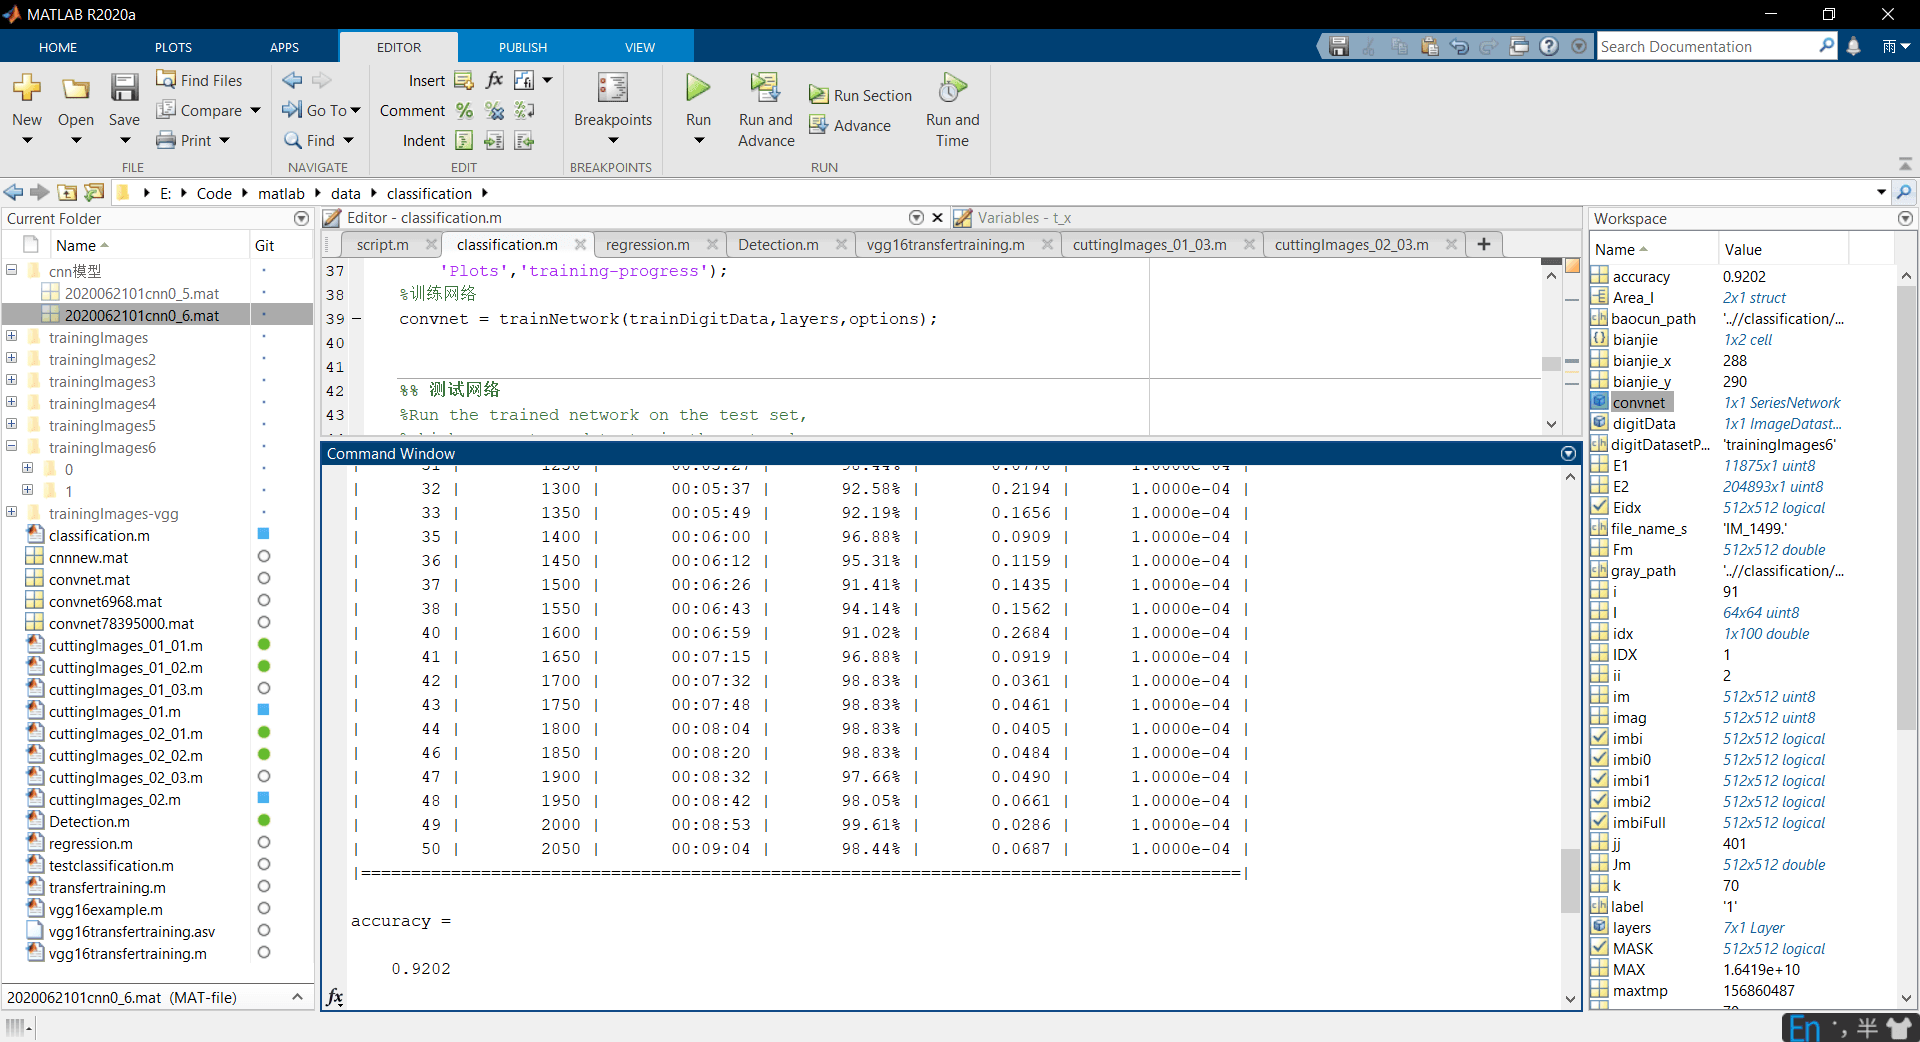 MATLAB R2020a
HOME PLOTS APPS EDITOR PUBLISH VIEW
Search Documentation
雨
New Open Save Find Files Compare Print
FILE
Go To Find
NAVIGATE
Insert fx
Comment
Indent
EDIT
Breakpoints
BREAKPOINTS
Run Run and Advance Run Section Advance Run and Time
RUN
E: Code matlab data classification
Current Folder
Name Git
cnn模型
2020062101cnn0_5.mat
2020062101cnn0_6.mat
trainingImages
trainingImages2
trainingImages3
trainingImages4
trainingImages5
trainingImages6
0
1
trainingImages-vgg
classification.m
cnnnew.mat
convnet.mat
convnet6968.mat
convnet78395000.mat
cuttingImages_01_01.m
cuttingImages_01_02.m
cuttingImages_01_03.m
cuttingImages_01.m
cuttingImages_02_01.m
cuttingImages_02_02.m
cuttingImages_02_03.m
cuttingImages_02.m
Detection.m
regression.m
testclassification.m
transfertraining.m
vgg16example.m
vgg16transfertraining.asv
vgg16transfertraining.m
2020062101cnn0_6.mat (MAT-file)
Editor - classification.m
Variables - t_x
script.m classification.m regression.m Detection.m vgg16transfertraining.m cuttingImages_01_03.m cuttingImages_02_03.m
37 'Plots','training-progress');
38 %训练网络
39 convnet = trainNetwork(trainDigitData,layers,options);
40
41
42 %% 测试网络
43 %Run the trained network on the test set,
Command Window
| 31 | 1250 | 00:05:27 | 98.44% | 0.0770 | 1.0000e-04 |
| 32 | 1300 | 00:05:37 | 92.58% | 0.2194 | 1.0000e-04 |
| 33 | 1350 | 00:05:49 | 92.19% | 0.1656 | 1.0000e-04 |
| 35 | 1400 | 00:06:00 | 96.88% | 0.0909 | 1.0000e-04 |
| 36 | 1450 | 00:06:12 | 95.31% | 0.1159 | 1.0000e-04 |
| 37 | 1500 | 00:06:26 | 91.41% | 0.1435 | 1.0000e-04 |
| 38 | 1550 | 00:06:43 | 94.14% | 0.1562 | 1.0000e-04 |
| 40 | 1600 | 00:06:59 | 91.02% | 0.2684 | 1.0000e-04 |
| 41 | 1650 | 00:07:15 | 96.88% | 0.0919 | 1.0000e-04 |
| 42 | 1700 | 00:07:32 | 98.83% | 0.0361 | 1.0000e-04 |
| 43 | 1750 | 00:07:48 | 98.83% | 0.0461 | 1.0000e-04 |
| 44 | 1800 | 00:08:04 | 98.83% | 0.0405 | 1.0000e-04 |
| 46 | 1850 | 00:08:20 | 98.83% | 0.0484 | 1.0000e-04 |
| 47 | 1900 | 00:08:32 | 97.66% | 0.0490 | 1.0000e-04 |
| 48 | 1950 | 00:08:42 | 98.05% | 0.0661 | 1.0000e-04 |
| 49 | 2000 | 00:08:53 | 99.61% | 0.0286 | 1.0000e-04 |
| 50 | 2050 | 00:09:04 | 98.44% | 0.0687 | 1.0000e-04 |
|========================================================================================|
accuracy =
0.9202
fx
Workspace
Name Value
accuracy 0.9202
Area_I 2x1 struct
baocun_path '..//classification/...
bianjie 1x2 cell
bianjie_x 288
bianjie_y 290
convnet 1x1 SeriesNetwork
digitData 1x1 ImageDatast...
digitDatasetP... 'trainingImages6'
E1 11875x1 uint8
E2 204893x1 uint8
Eidx 512x512 logical
file_name_s 'IM_1499.'
Fm 512x512 double
gray_path '..//classification/...
i 91
I 64x64 uint8
idx 1x100 double
IDX 1
ii 2
im 512x512 uint8
imag 512x512 uint8
imbi 512x512 logical
imbi0 512x512 logical
imbi1 512x512 logical
imbi2 512x512 logical
imbiFull 512x512 logical
jj 401
Jm 512x512 double
k 70
label '1'
layers 7x1 Layer
MASK 512x512 logical
MAX 1.6419e+10
maxtmp 156860487
En 半